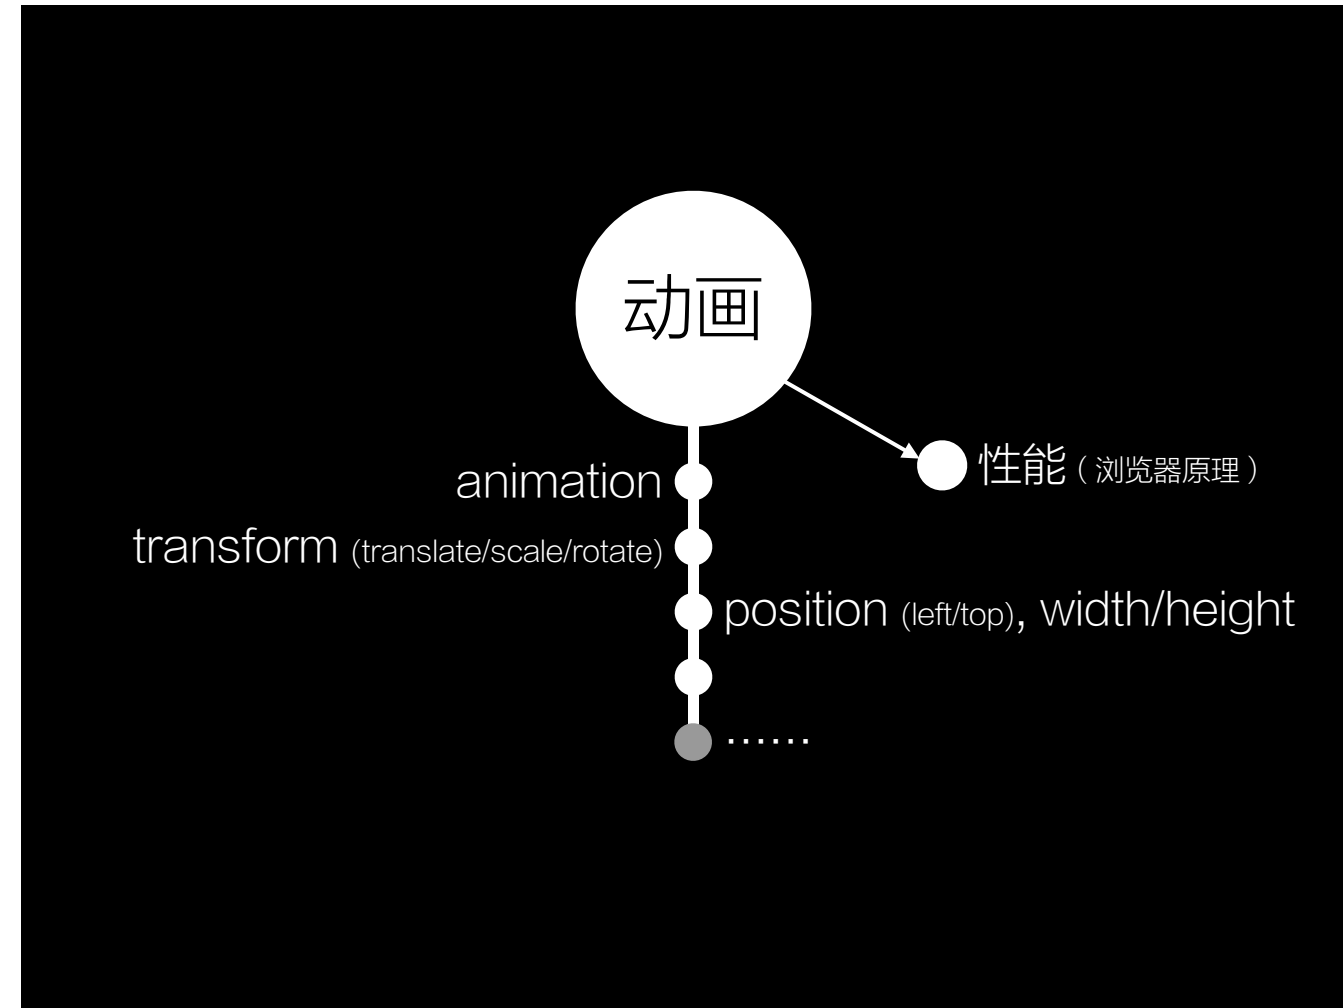 动画
性能（浏览器原理）
animation
transform (translate/scale/rotate)
position (left/top), width/height
……